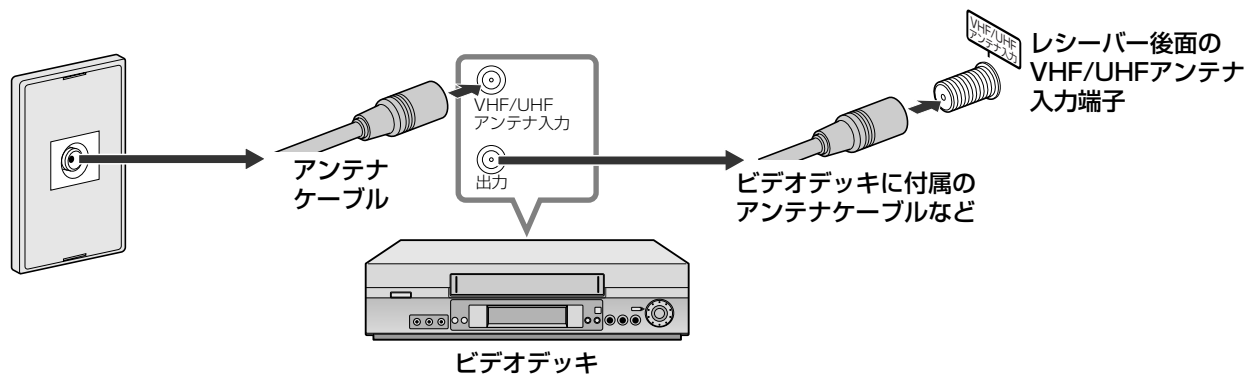 アンテナ
ケーブル
VHF/UHF
アンテナ入力
出力
ビデオデッキ
ビデオデッキに付属の
アンテナケーブルなど
VHF/UHF
アンテナ入力
レシーバー後面の
VHF/UHFアンテナ
入力端子